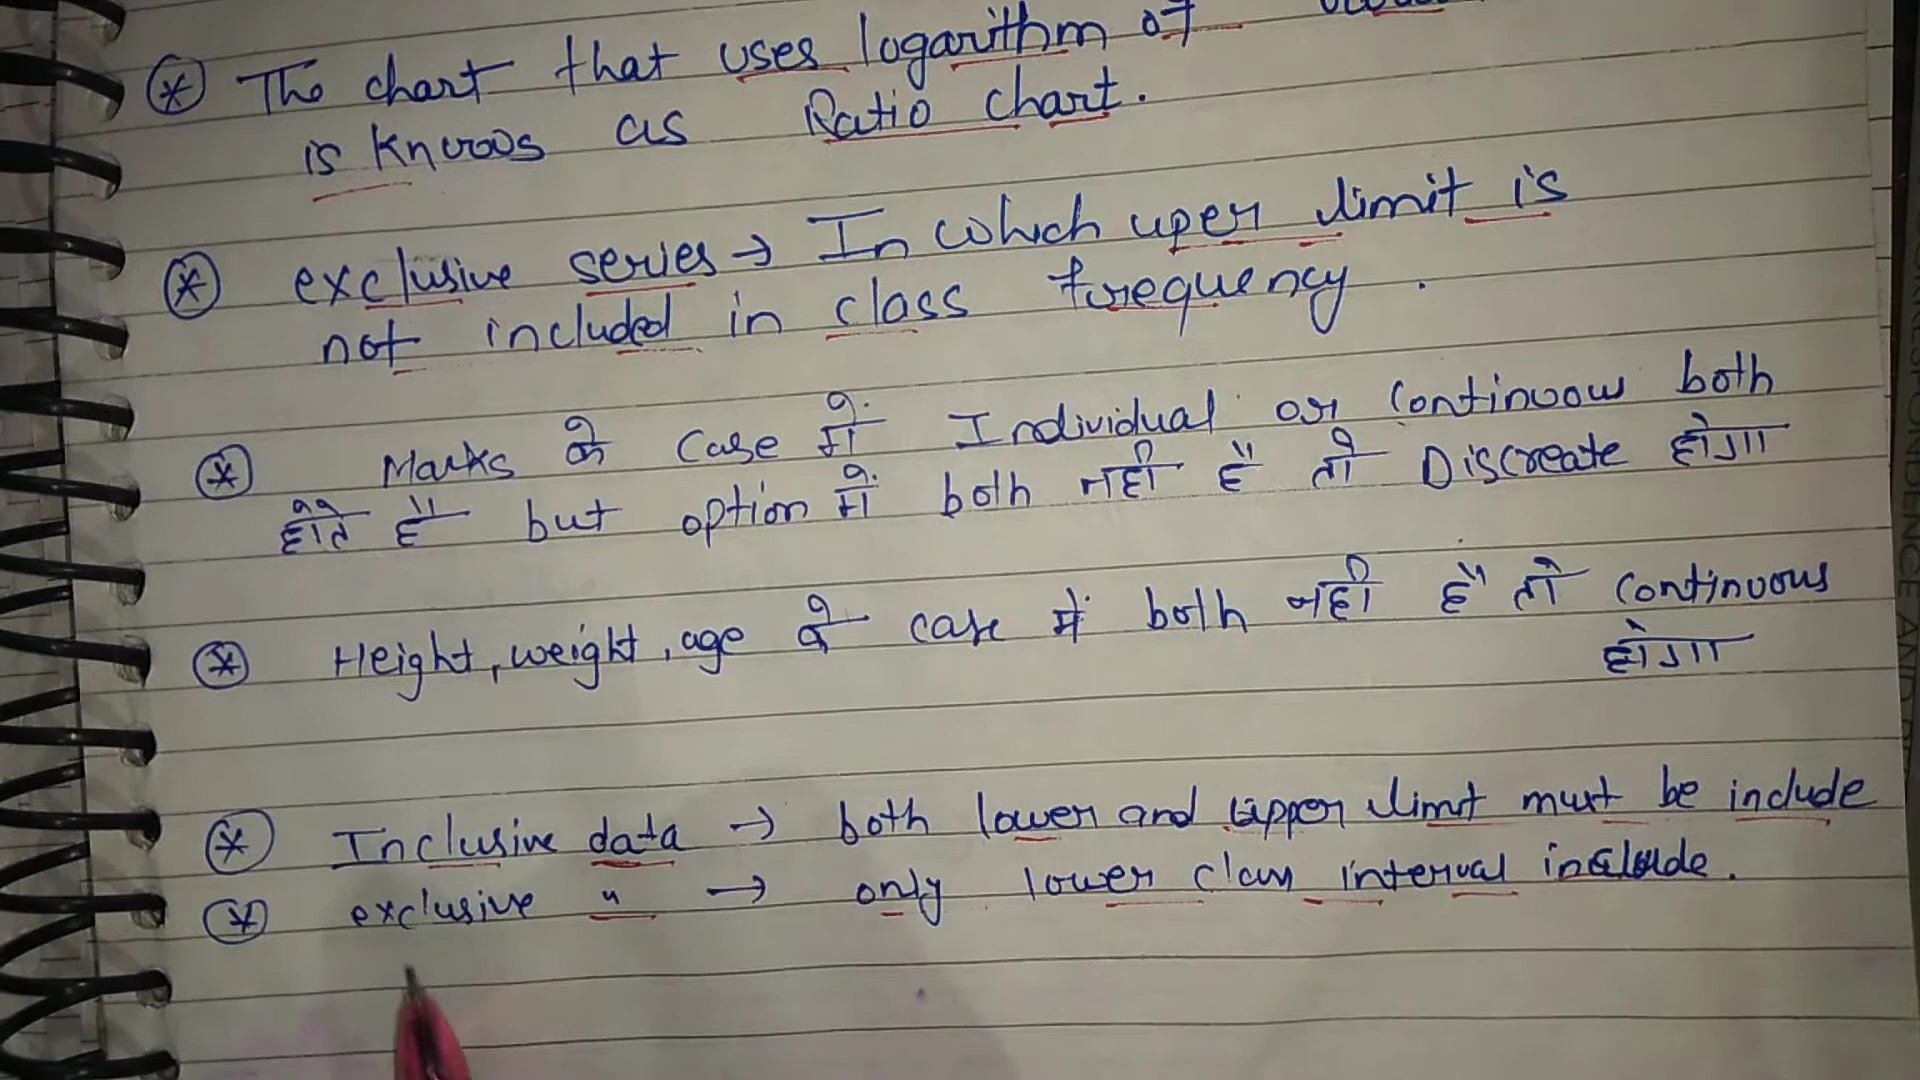 The chart that uses logarithm of
is Knows as Ratio chart.
exclusive series → In which uper limit is
not included in class frequency.
Marks के Case में Individual or Continuous both
होते हैं but option में both नहीं हैं तो Discreate होगा
Height, weight, age के case में both नहीं हैं तो continuous
होगा
Inclusive data → both lower and upper limit must be include
exclusive " → only lower class interval include.